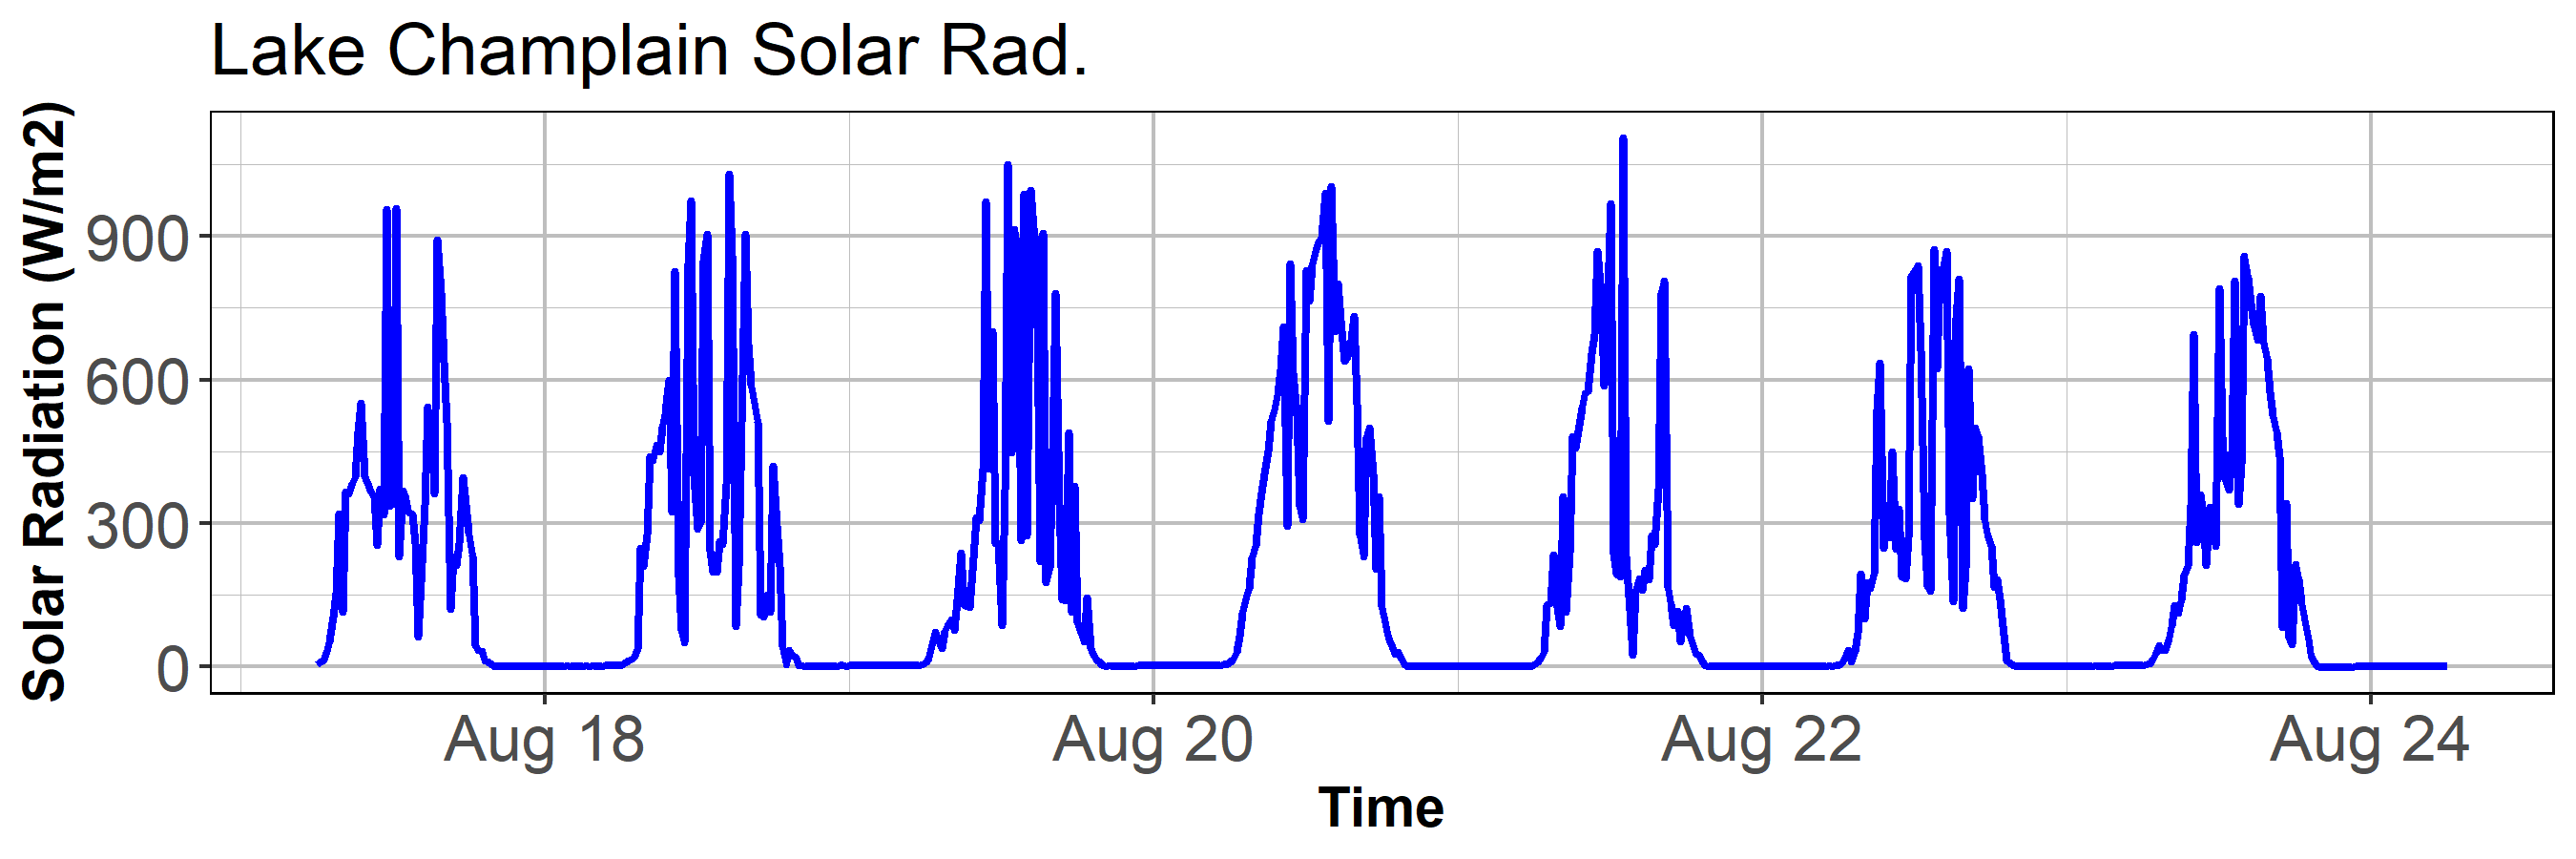 Lake Champlain Solar Rad.
Solar Radiation (W/m2)
900
600
300
0
Aug 18
Aug 20
Aug 22
Aug 24
Time